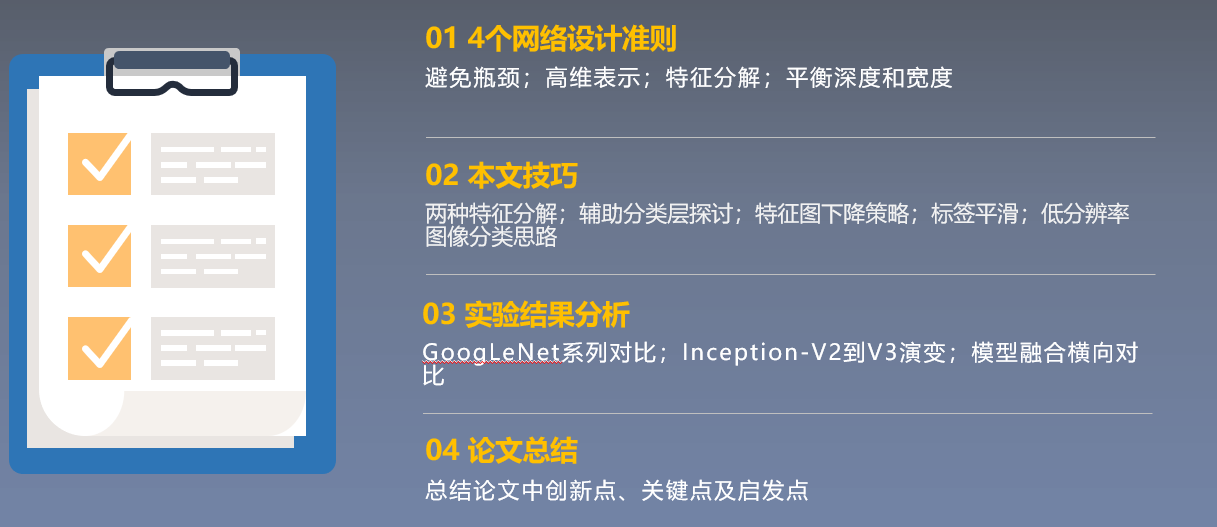 01 4个网络设计准则
避免瓶颈；高维表示；特征分解；平衡深度和宽度
02 本文技巧
两种特征分解；辅助分类层探讨；特征图下降策略；标签平滑；低分辨率
图像分类思路
03 实验结果分析
GoogLeNet系列对比；Inception-V2到V3演变；模型融合横向对
比
04 论文总结
总结论文中创新点、关键点及启发点